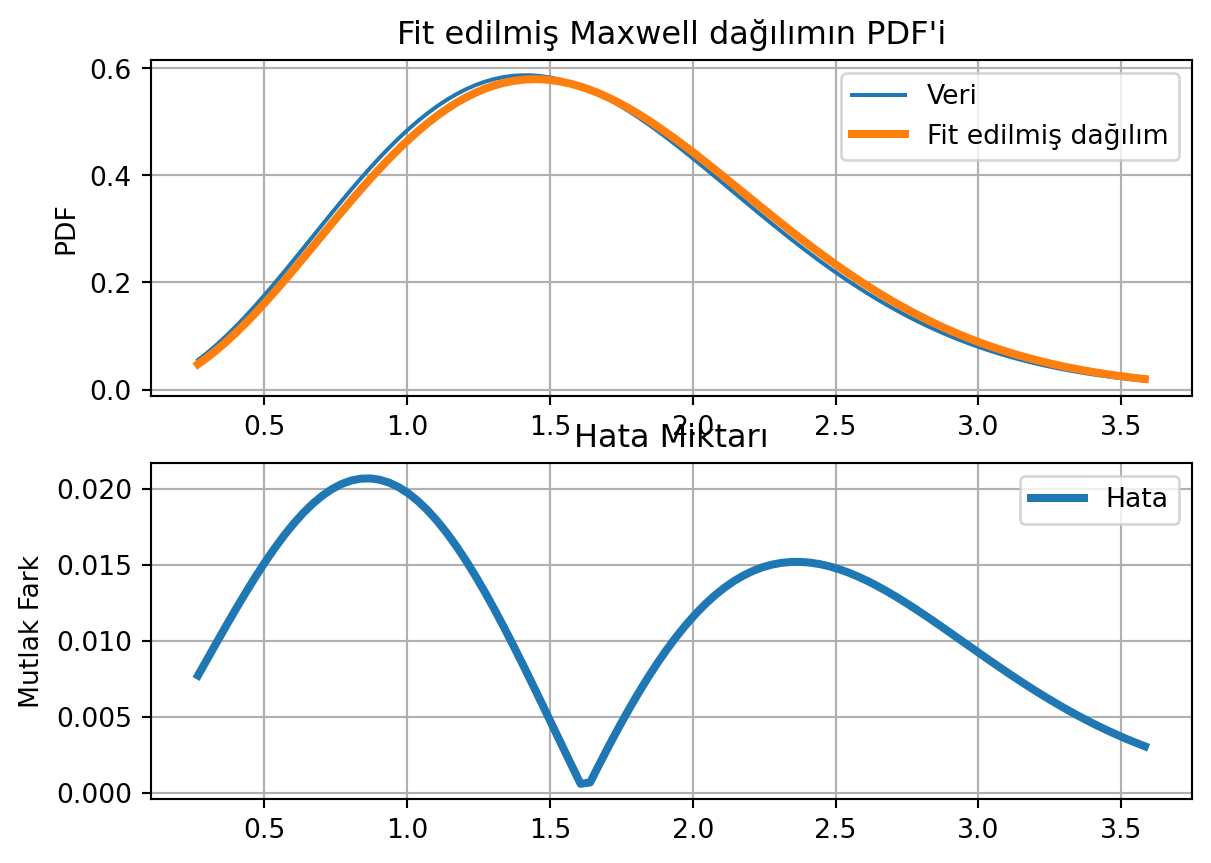 Fit edilmiş Maxwell dağılımın PDF'i
0.6
0.4
0.2
0.0
PDF
Veri
Fit edilmiş dağılım
0.5 1.0 1.5 2.0 2.5 3.0 3.5
Hata Miktarı
0.020
0.015
0.010
0.005
0.000
Mutlak Fark
Hata
0.5 1.0 1.5 2.0 2.5 3.0 3.5